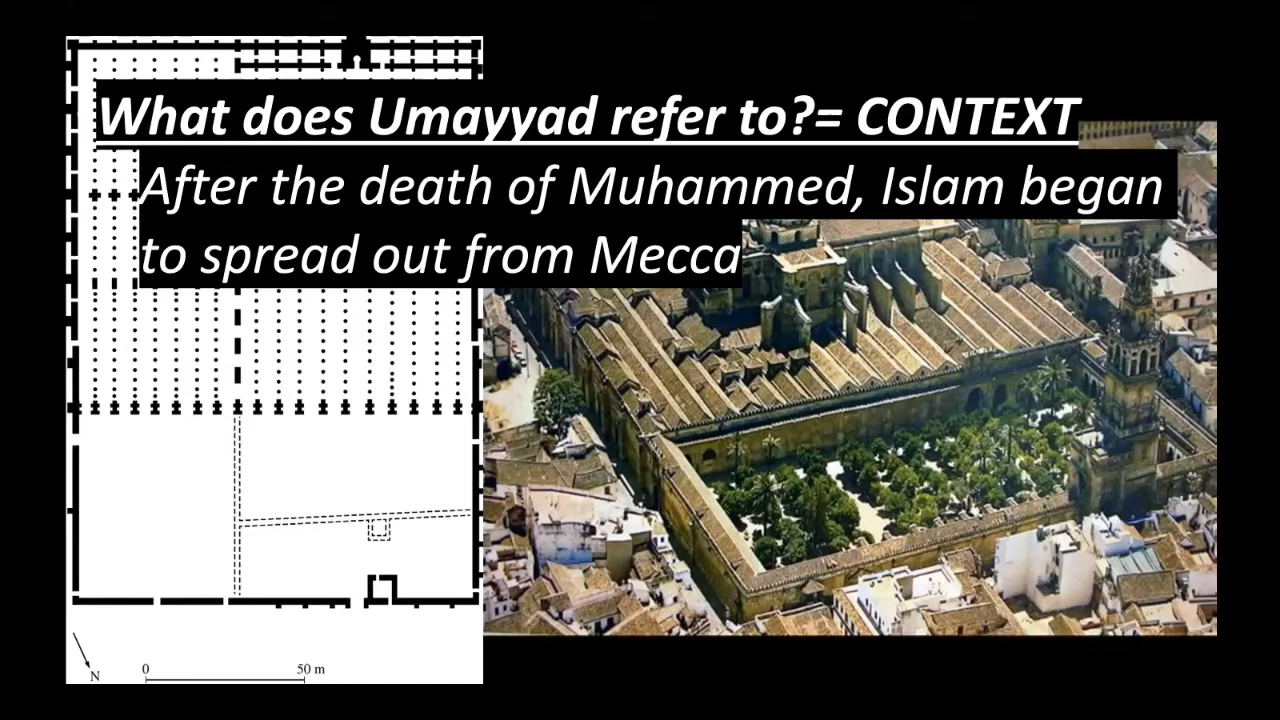 What does Umayyad refer to?= CONTEXT
After the death of Muhammed, Islam began
to spread out from Mecca
N
0 50 m